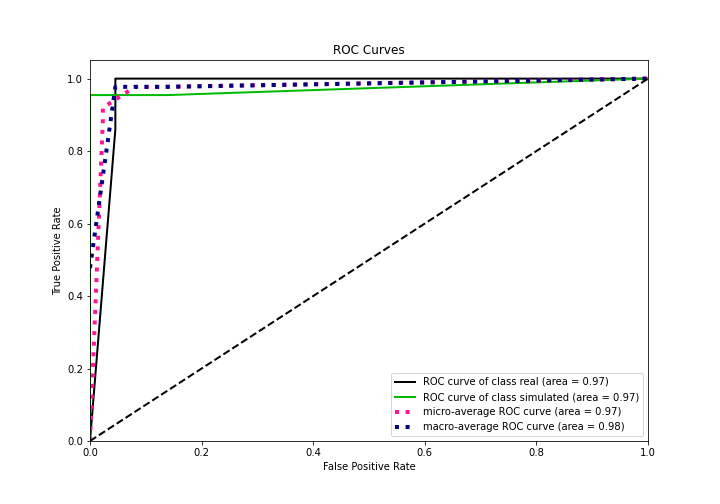 ROC Curves
True Positive Rate
1.0
0.8
0.6
0.4
0.2
0.0
0.0 0.2 0.4 0.6 0.8 1.0
False Positive Rate
ROC curve of class real (area = 0.97)
ROC curve of class simulated (area = 0.97)
micro-average ROC curve (area = 0.97)
macro-average ROC curve (area = 0.98)